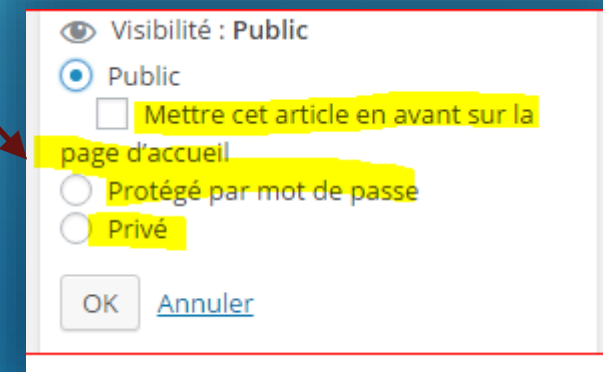 Visibilité : Public
Public
Mettre cet article en avant sur la
page d'accueil
Protégé par mot de passe
Privé
OK Annuler